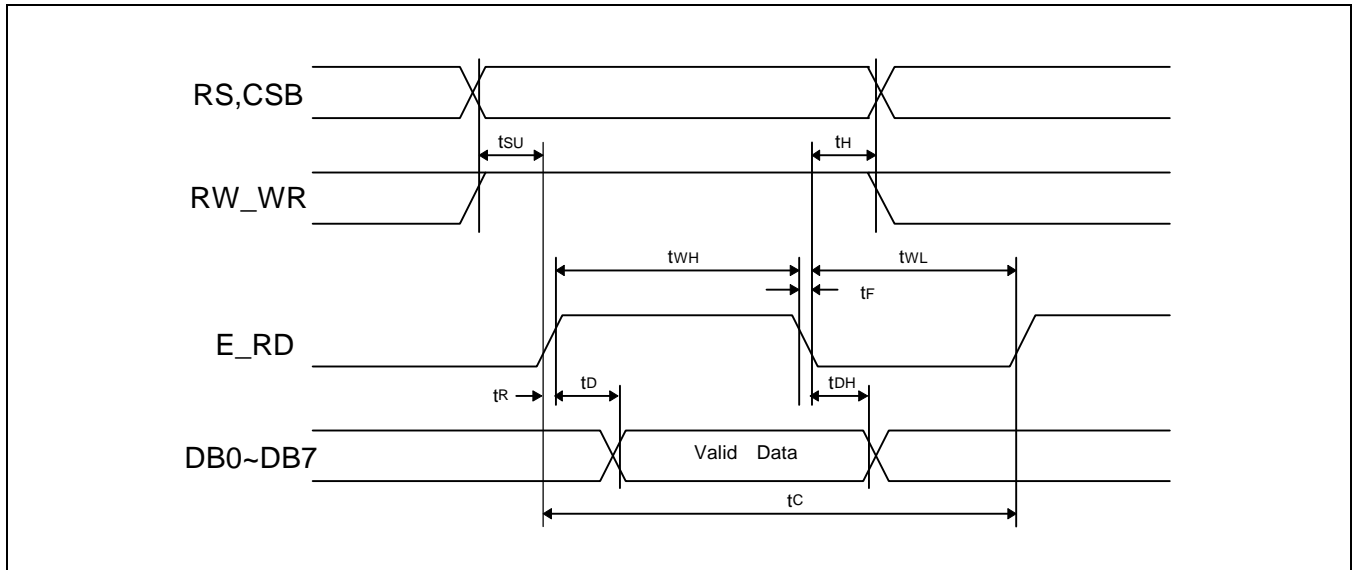 RS,CSB
tSU
tH
RW_WR
tWH
tWL
tF
E_RD
tR
tD
tDH
DB0~DB7
Valid Data
tC